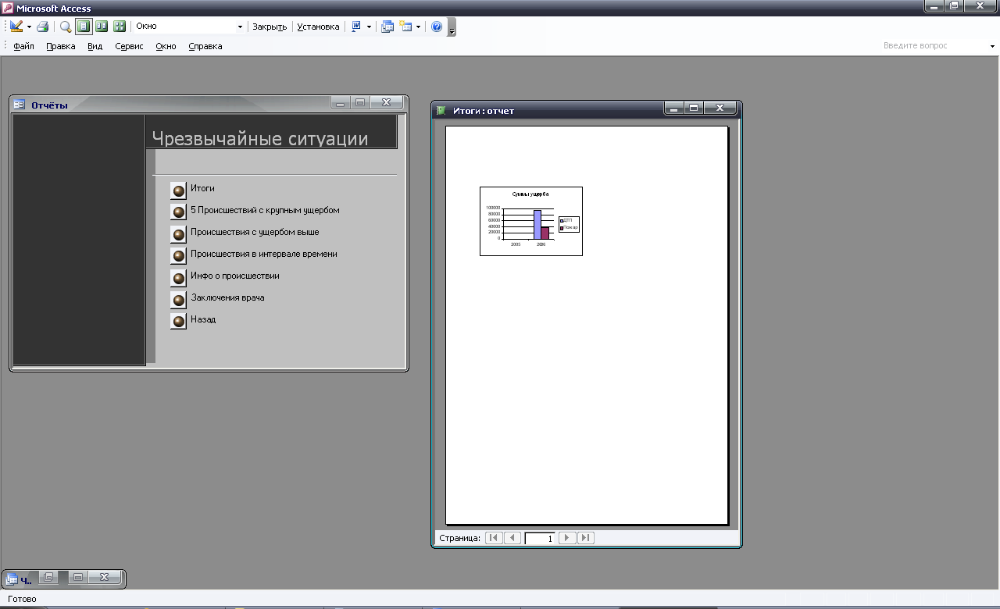 Microsoft Access
Окно
Закрыть
Установка
Файл Правка Вид Сервис Окно Справка
Введите вопрос
Отчёты
Чрезвычайные ситуации
Итоги
5 Происшествий с крупным ущербом
Происшествия с ущербом выше
Происшествия в интервале времени
Инфо о происшествии
Заключения врача
Назад
Итоги : отчет
Суммы ущерба
100000
80000
60000
40000
20000
0
2005 2006
ДТП
Пожар
Страница: 1
Ч..
Готово